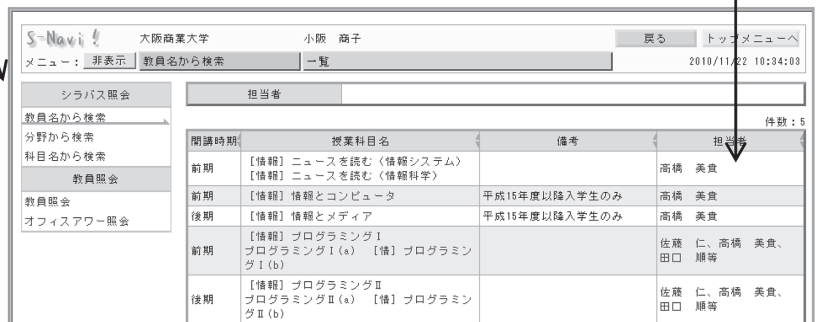 S-Navi! 大阪商業大学 小阪 商子 戻る トップメニューへ
メニュー: 非表示 教員名から検索 一覧 2010/11/22 10:34:03
シラバス照会 担当者
教員名から検索 件数:5
分野から検索
科目名から検索
教員照会
教員照会
オフィスアワー照会
開講時期 授業科目名 備考 担当者
前期 [情報] ニュースを読む(情報システム) 高橋 美貴
[情報] ニュースを読む(情報科学)
前期 [情報] 情報とコンピュータ 平成15年度以降入学生のみ 高橋 美貴
後期 [情報] 情報とメディア 平成15年度以降入学生のみ 高橋 美貴
前期 [情報] プログラミングⅠ
プログラミングⅠ(a) [情] プログラミン
グⅠ(b)
佐藤 仁、高橋 美貴、
田口 順等
後期 [情報] プログラミングⅡ
プログラミングⅡ(a) [情] プログラミン
グⅡ(b)
佐藤 仁、高橋 美貴、
田口 順等